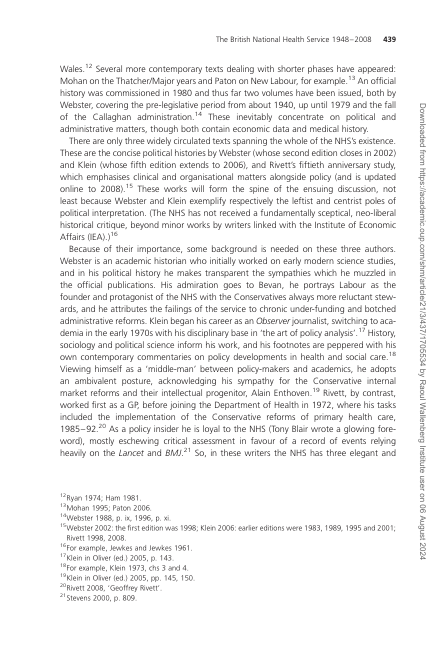 The British National Health Service 1948–2008 439
Wales.12 Several more contemporary texts dealing with shorter phases have appeared:
Mohan on the Thatcher/Major years and Paton on New Labour, for example.13 An official
history was commissioned in 1980 and thus far two volumes have been issued, both by
Webster, covering the pre-legislative period from about 1940, up until 1979 and the fall
of the Callaghan administration.14 These inevitably concentrate on political and
administrative matters, though both contain economic data and medical history.
There are only three widely circulated texts spanning the whole of the NHS's existence.
These are the concise political histories by Webster (whose second edition closes in 2002)
and Klein (whose fifth edition extends to 2006), and Rivett's fiftieth anniversary study,
which emphasises clinical and organisational matters alongside policy (and is updated
online to 2008).15 These works will form the spine of the ensuing discussion, not
least because Webster and Klein exemplify respectively the leftist and centrist poles of
political interpretation. (The NHS has not received a fundamentally sceptical, neo-liberal
historical critique, beyond minor works by writers linked with the Institute of Economic
Affairs (IEA).)16
Because of their importance, some background is needed on these three authors.
Webster is an academic historian who initially worked on early modern science studies,
and in his political history he makes transparent the sympathies which he muzzled in
the official publications. His admiration goes to Bevan, he portrays Labour as the
founder and protagonist of the NHS with the Conservatives always more reluctant stew-
ards, and he attributes the failings of the service to chronic under-funding and botched
administrative reforms. Klein began his career as an Observer journalist, switching to aca-
demia in the early 1970s with his disciplinary base in 'the art of policy analysis'.17 History,
sociology and political science inform his work, and his footnotes are peppered with his
own contemporary commentaries on policy developments in health and social care.18
Viewing himself as a 'middle-man' between policy-makers and academics, he adopts
an ambivalent posture, acknowledging his sympathy for the Conservative internal
market reforms and their intellectual progenitor, Alain Enthoven.19 Rivett, by contrast,
worked first as a GP, before joining the Department of Health in 1972, where his tasks
included the implementation of the Conservative reforms of primary health care,
1985–92.20 As a policy insider he is loyal to the NHS (Tony Blair wrote a glowing fore-
word), mostly eschewing critical assessment in favour of a record of events relying
heavily on the Lancet and BMJ.21 So, in these writers the NHS has three elegant and
12Ryan 1974; Ham 1981.
13Mohan 1995; Paton 2006.
14Webster 1988, p. ix, 1996, p. xi.
15Webster 2002: the first edition was 1998; Klein 2006: earlier editions were 1983, 1989, 1995 and 2001;
Rivett 1998, 2008.
16For example, Jewkes and Jewkes 1961.
17Klein in Oliver (ed.) 2005, p. 143.
18For example, Klein 1973, chs 3 and 4.
19Klein in Oliver (ed.) 2005, pp. 145, 150.
20Rivett 2008, 'Geoffrey Rivett'.
21Stevens 2000, p. 809.
Downloaded from https://academic.oup.com/shm/article/21/3/437/1705534 by Raoul Wallenberg Institute user on 06 August 2024